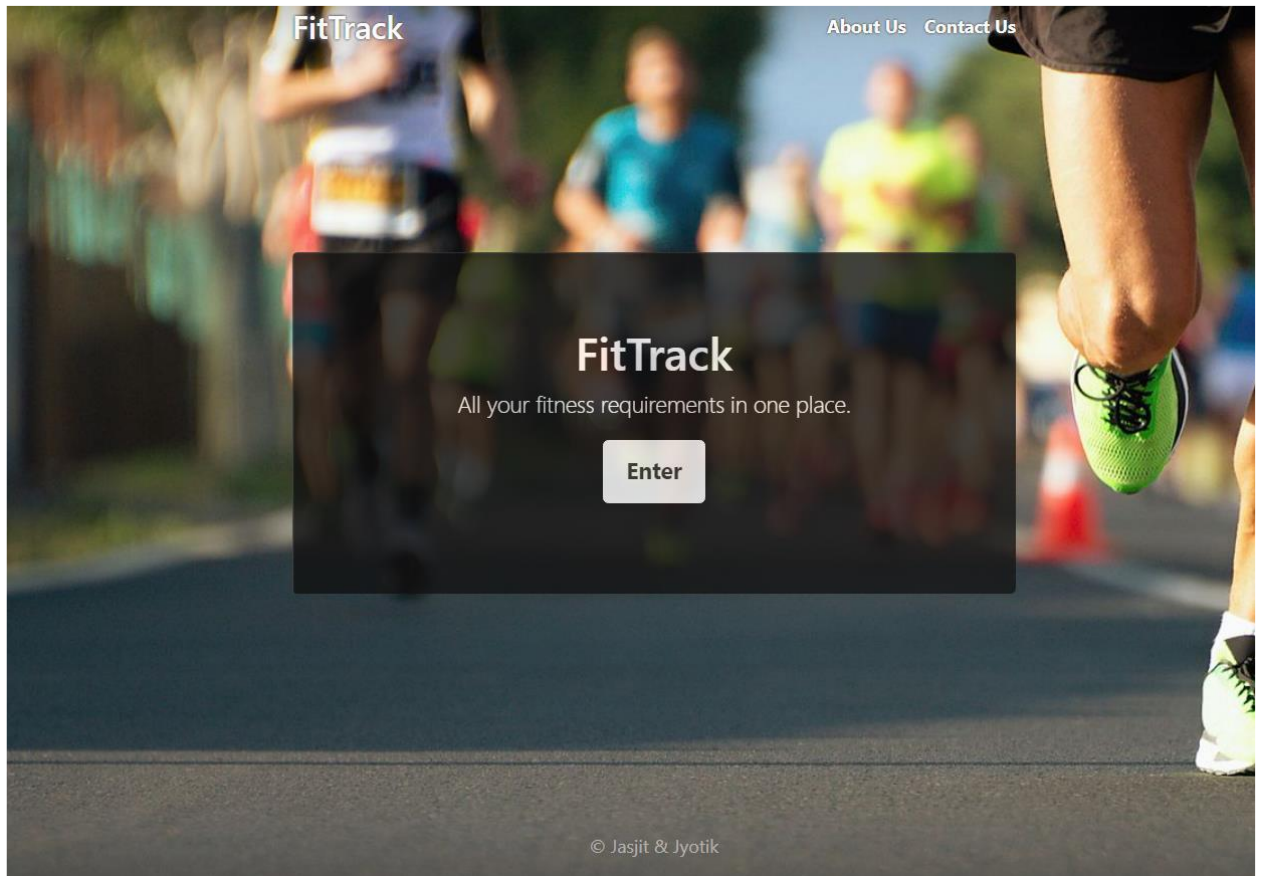 FitTrack
About Us Contact Us
FitTrack
All your fitness requirements in one place.
Enter
© Jasjit & Jyotik